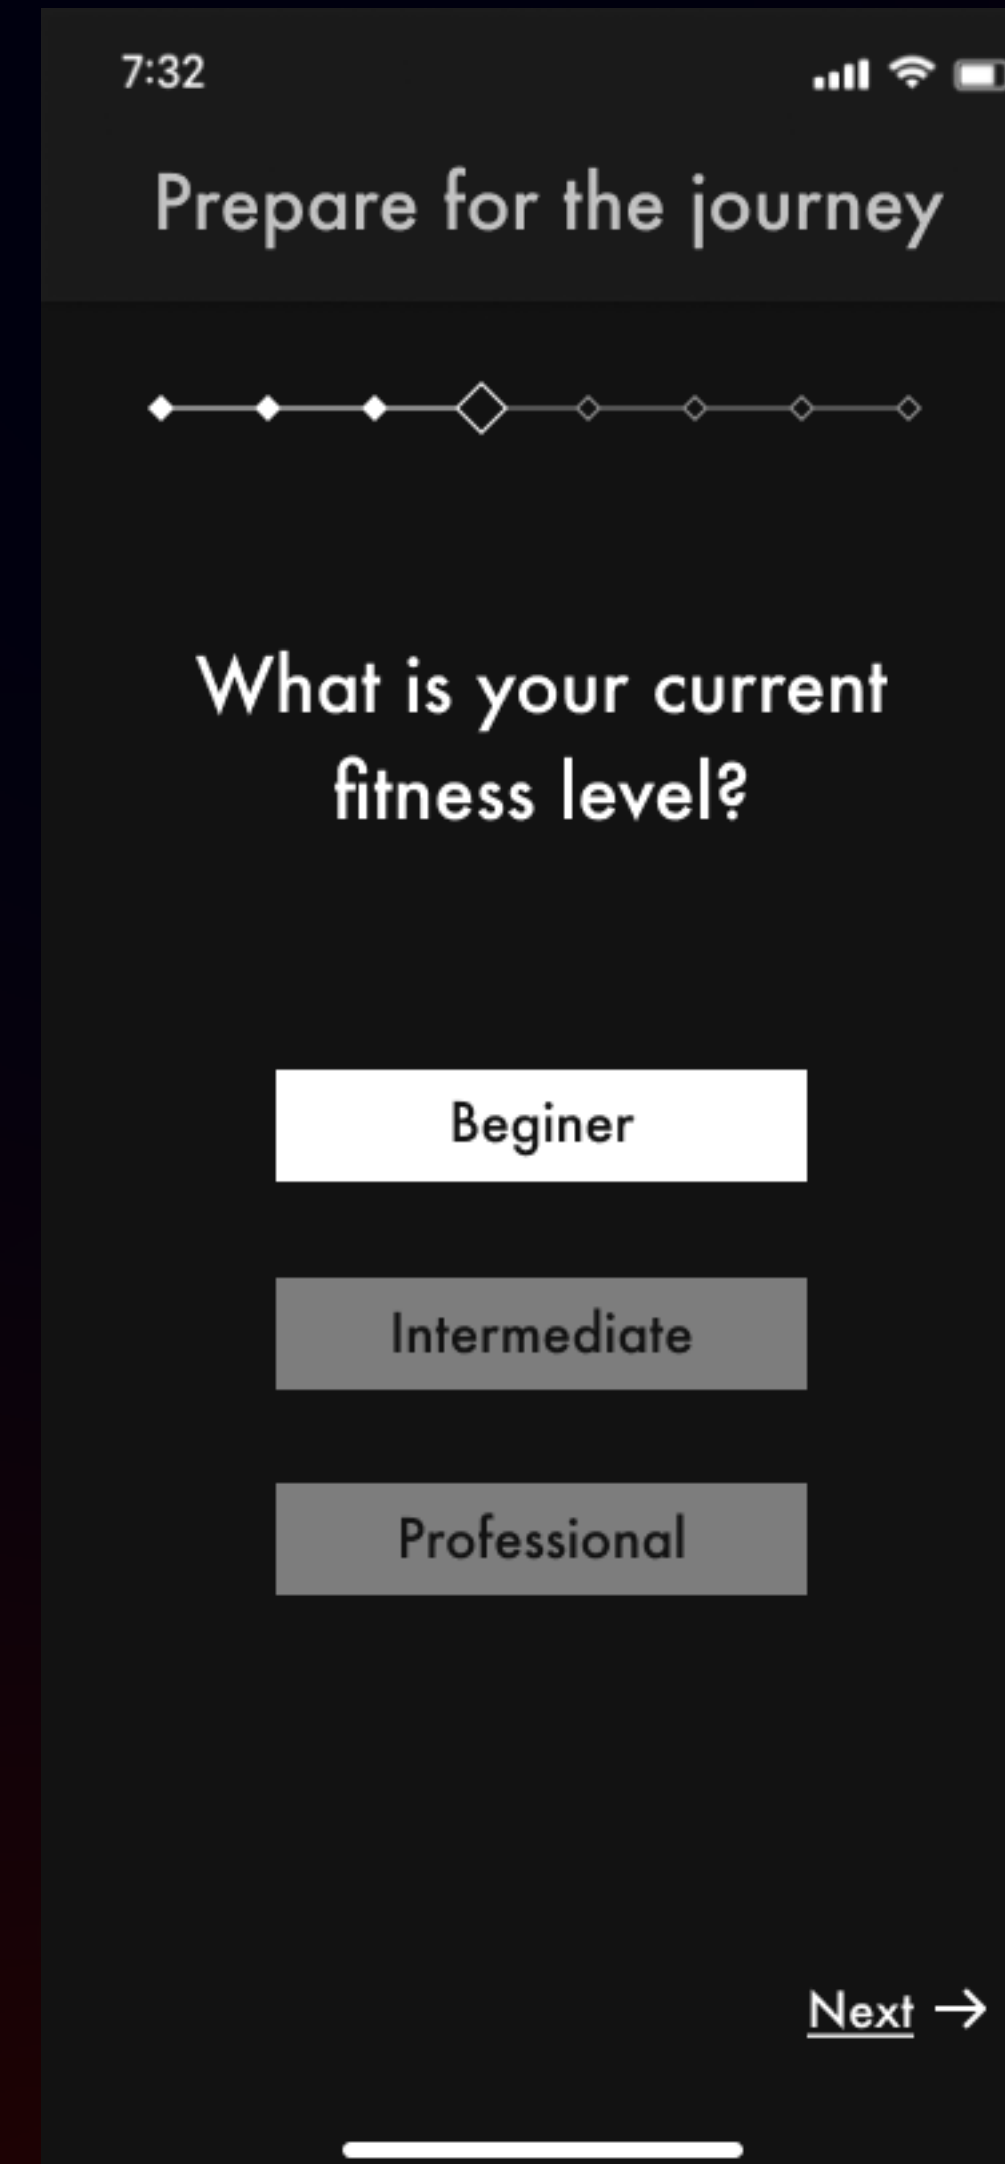 7:32
Prepare for the journey
What is your current
fitness level?
Beginer
Intermediate
Professional
Next →